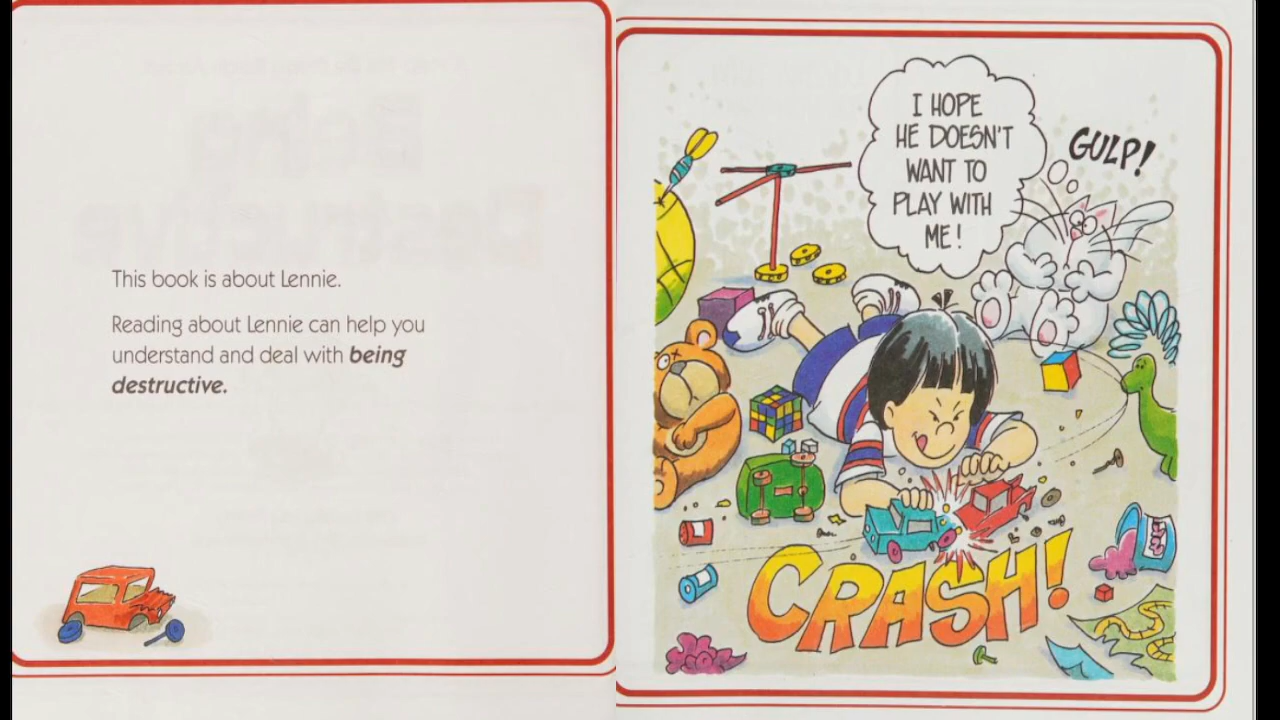 This book is about Lennie.
Reading about Lennie can help you
understand and deal with being
destructive.
I HOPE
HE DOESN'T
WANT TO
PLAY WITH
ME!
GULP!
CRASH!